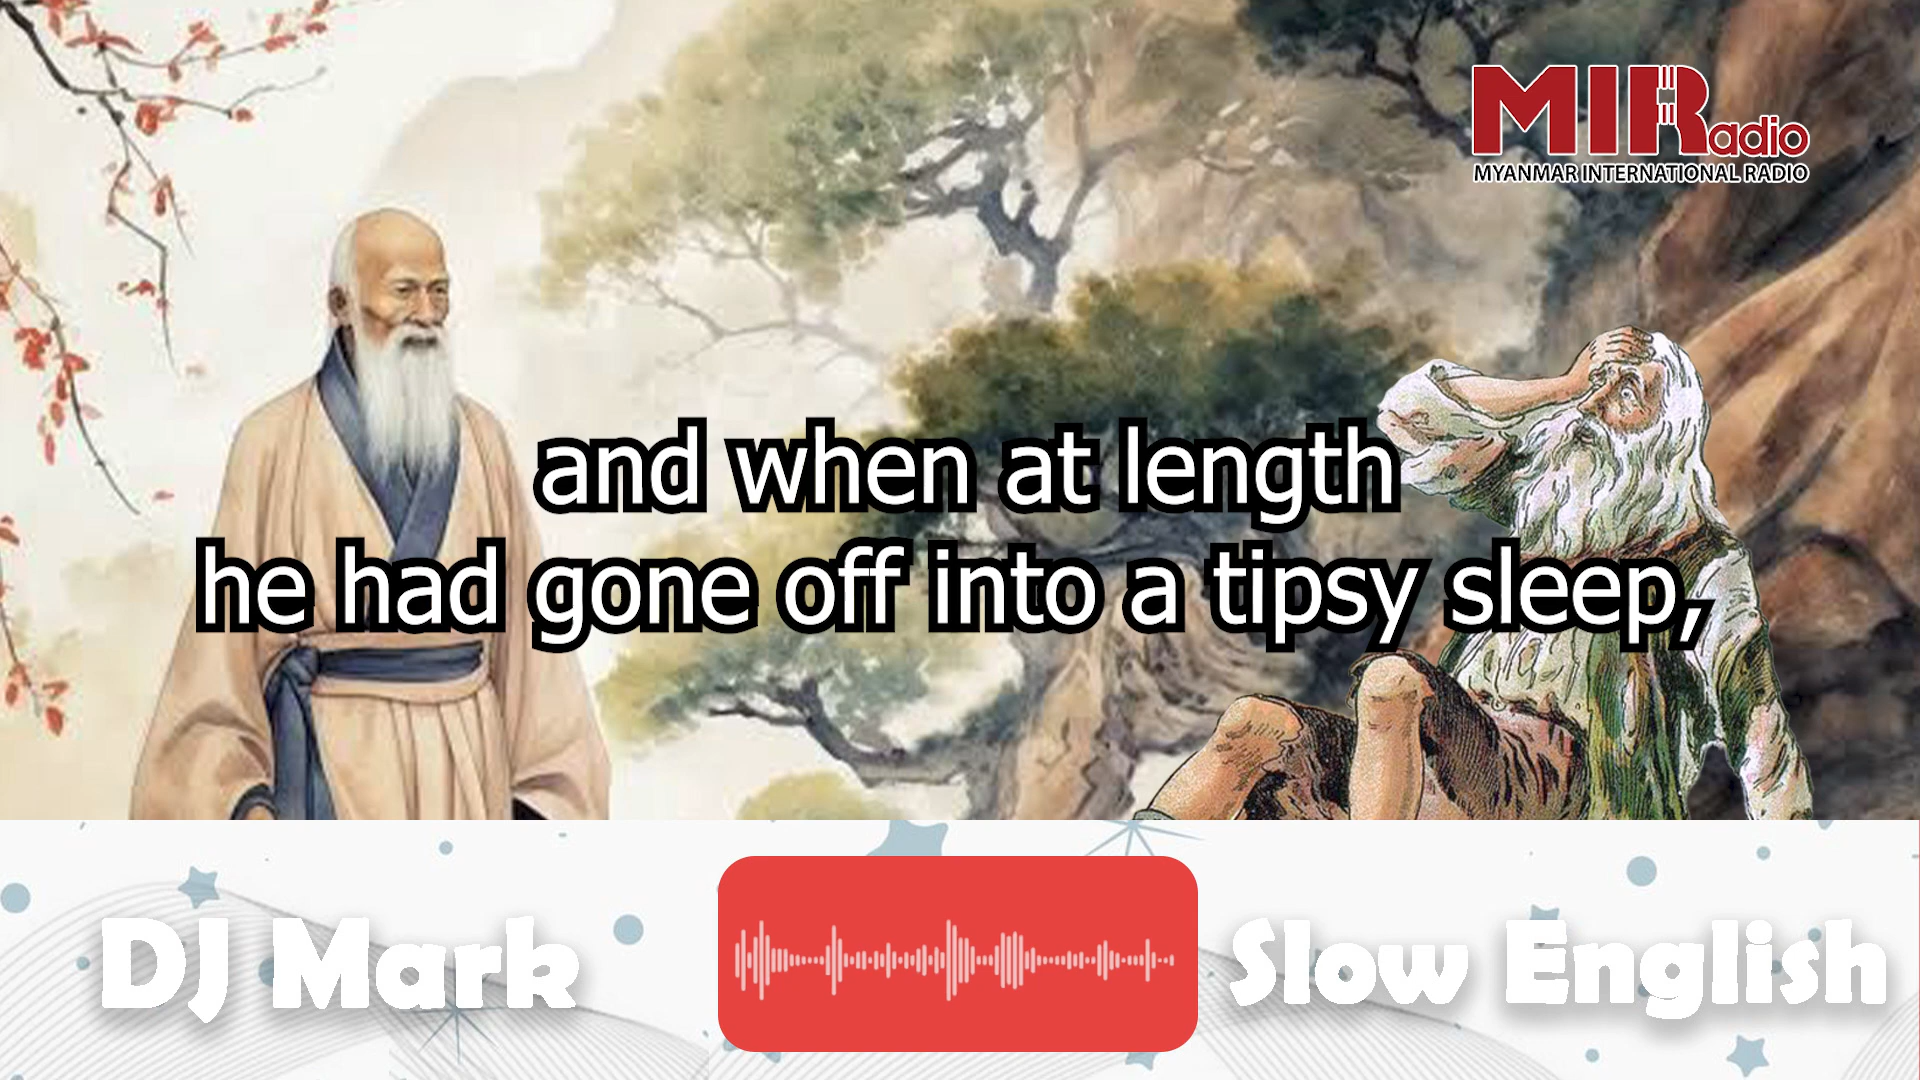 MIRadio
MYANMAR INTERNATIONAL RADIO
and when at length
he had gone off into a tipsy sleep,
DJ Mark
Slow English